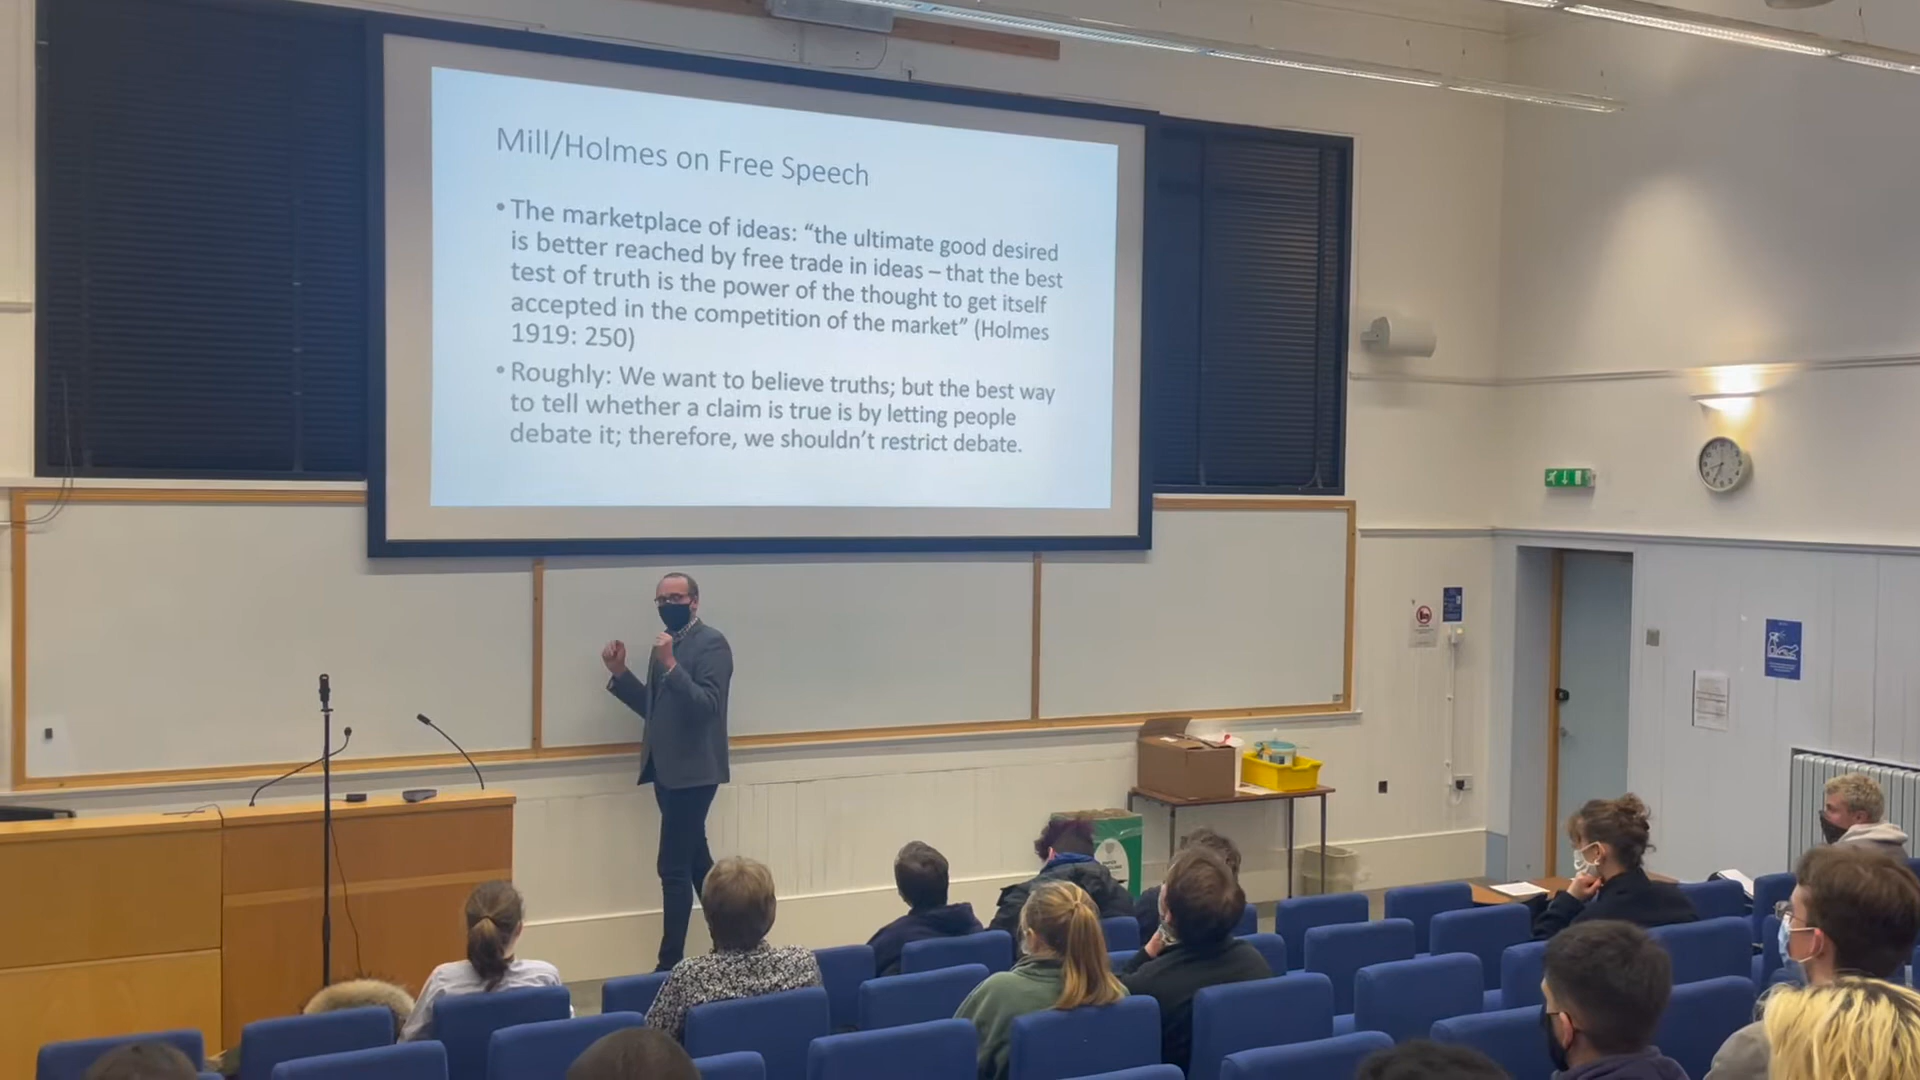 Mill/Holmes on Free Speech
• The marketplace of ideas: “the ultimate good desired
is better reached by free trade in ideas – that the best
test of truth is the power of the thought to get itself
accepted in the competition of the market” (Holmes
1919: 250)
• Roughly: We want to believe truths; but the best way
to tell whether a claim is true is by letting people
debate it; therefore, we shouldn’t restrict debate.